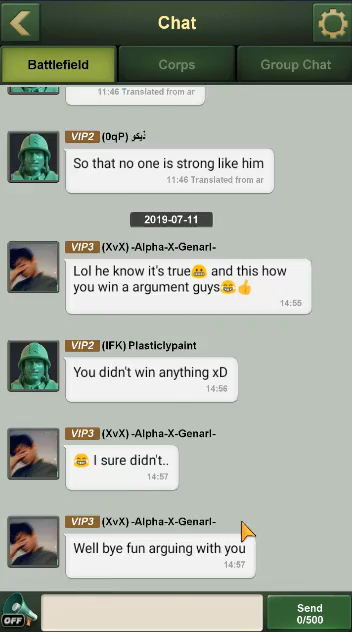 Chat
Battlefield
Corps
Group Chat
11:46 Translated from ar
VIP2 (0qP)
So that no one is strong like him
11:46 Translated from ar
2019-07-11
VIP3 (XvX) -Alpha-X-Genarl-
Lol he know it's true😬 and this how
you win a argument guys😂👍
14:55
VIP2 (IFK) Plasticlypaint
You didn't win anything xD
14:56
VIP3 (XvX) -Alpha-X-Genarl-
😂 I sure didn't..
14:57
VIP3 (XvX) -Alpha-X-Genarl-
Well bye fun arguing with you
14:57
OFF
Send
0/500